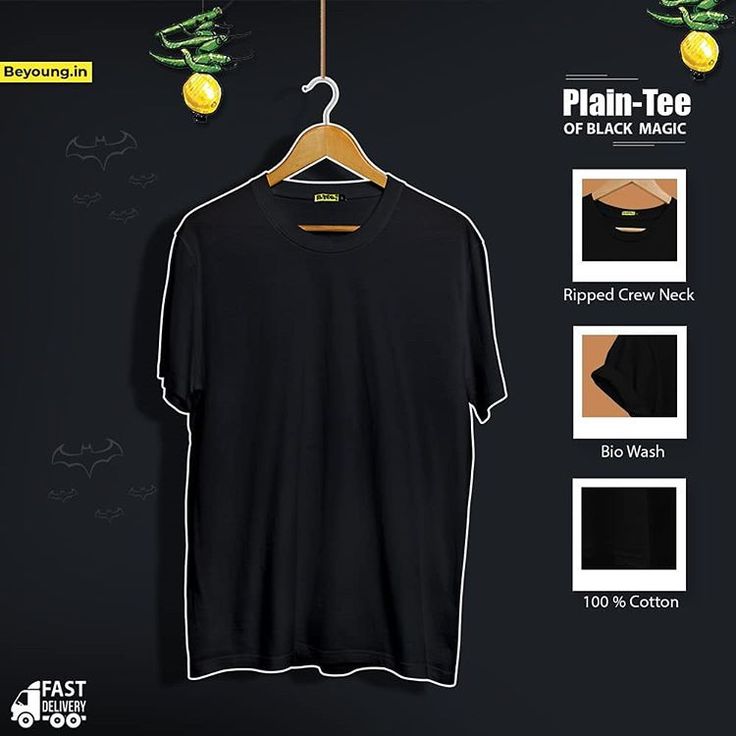 Beyoung.in
Plain-Tee
OF BLACK MAGIC
Ripped Crew Neck
Bio Wash
100 % Cotton
FAST
DELIVERY